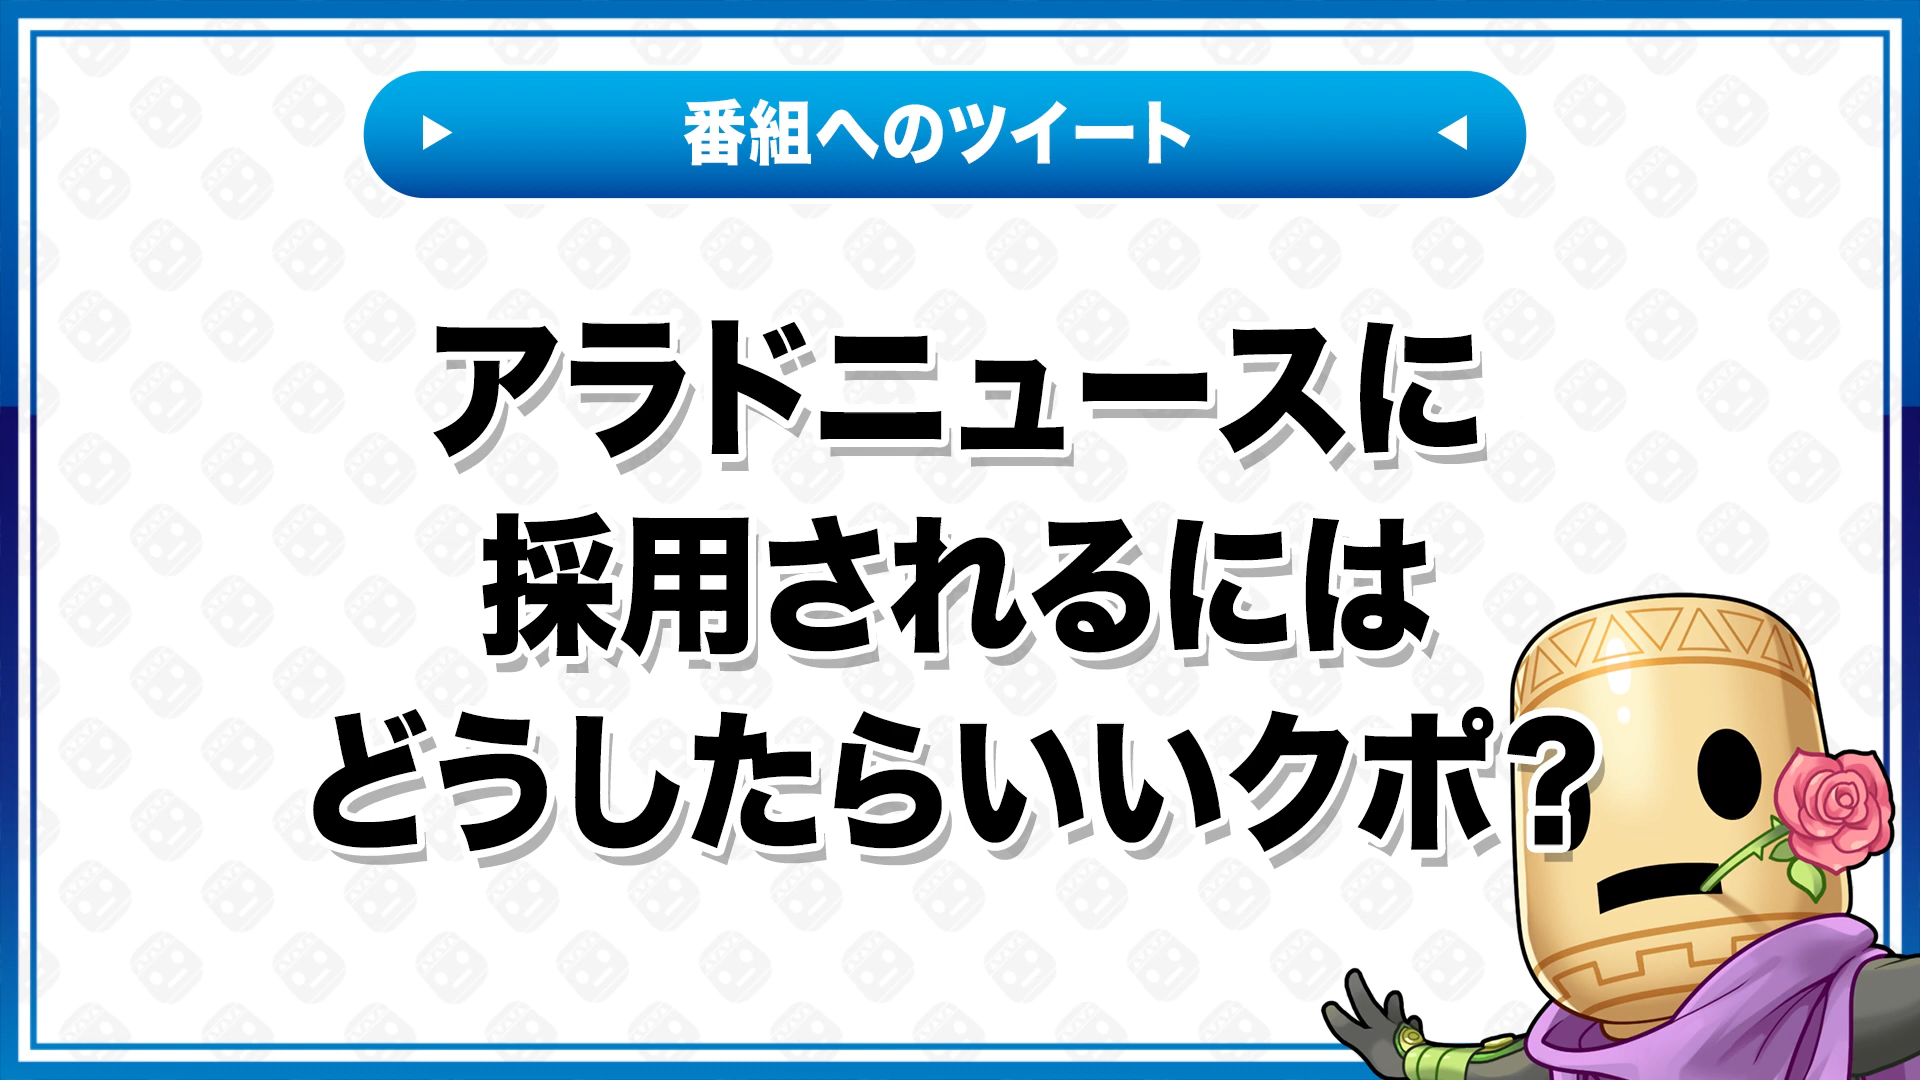 番組へのツイート
アラドニュースに
採用されるには
どうしたらいいクポ？